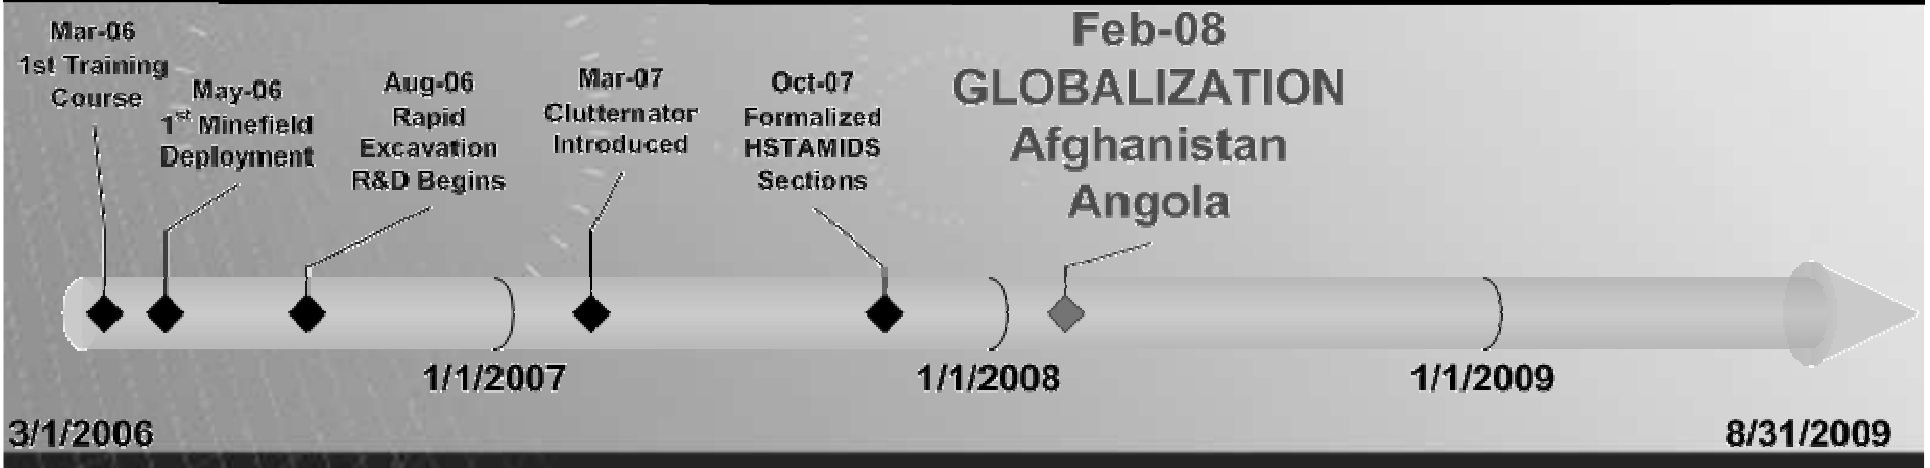 Mar-06
1st Training
Course
May-06
1st Minefield
Deployment
Aug-06
Rapid
Excavation
R&D Begins
Mar-07
Clutternator
Introduced
Oct-07
Formalized
HSTAMIDS
Sections
Feb-08
GLOBALIZATION
Afghanistan
Angola
1/1/2007
1/1/2008
1/1/2009
3/1/2006
8/31/2009